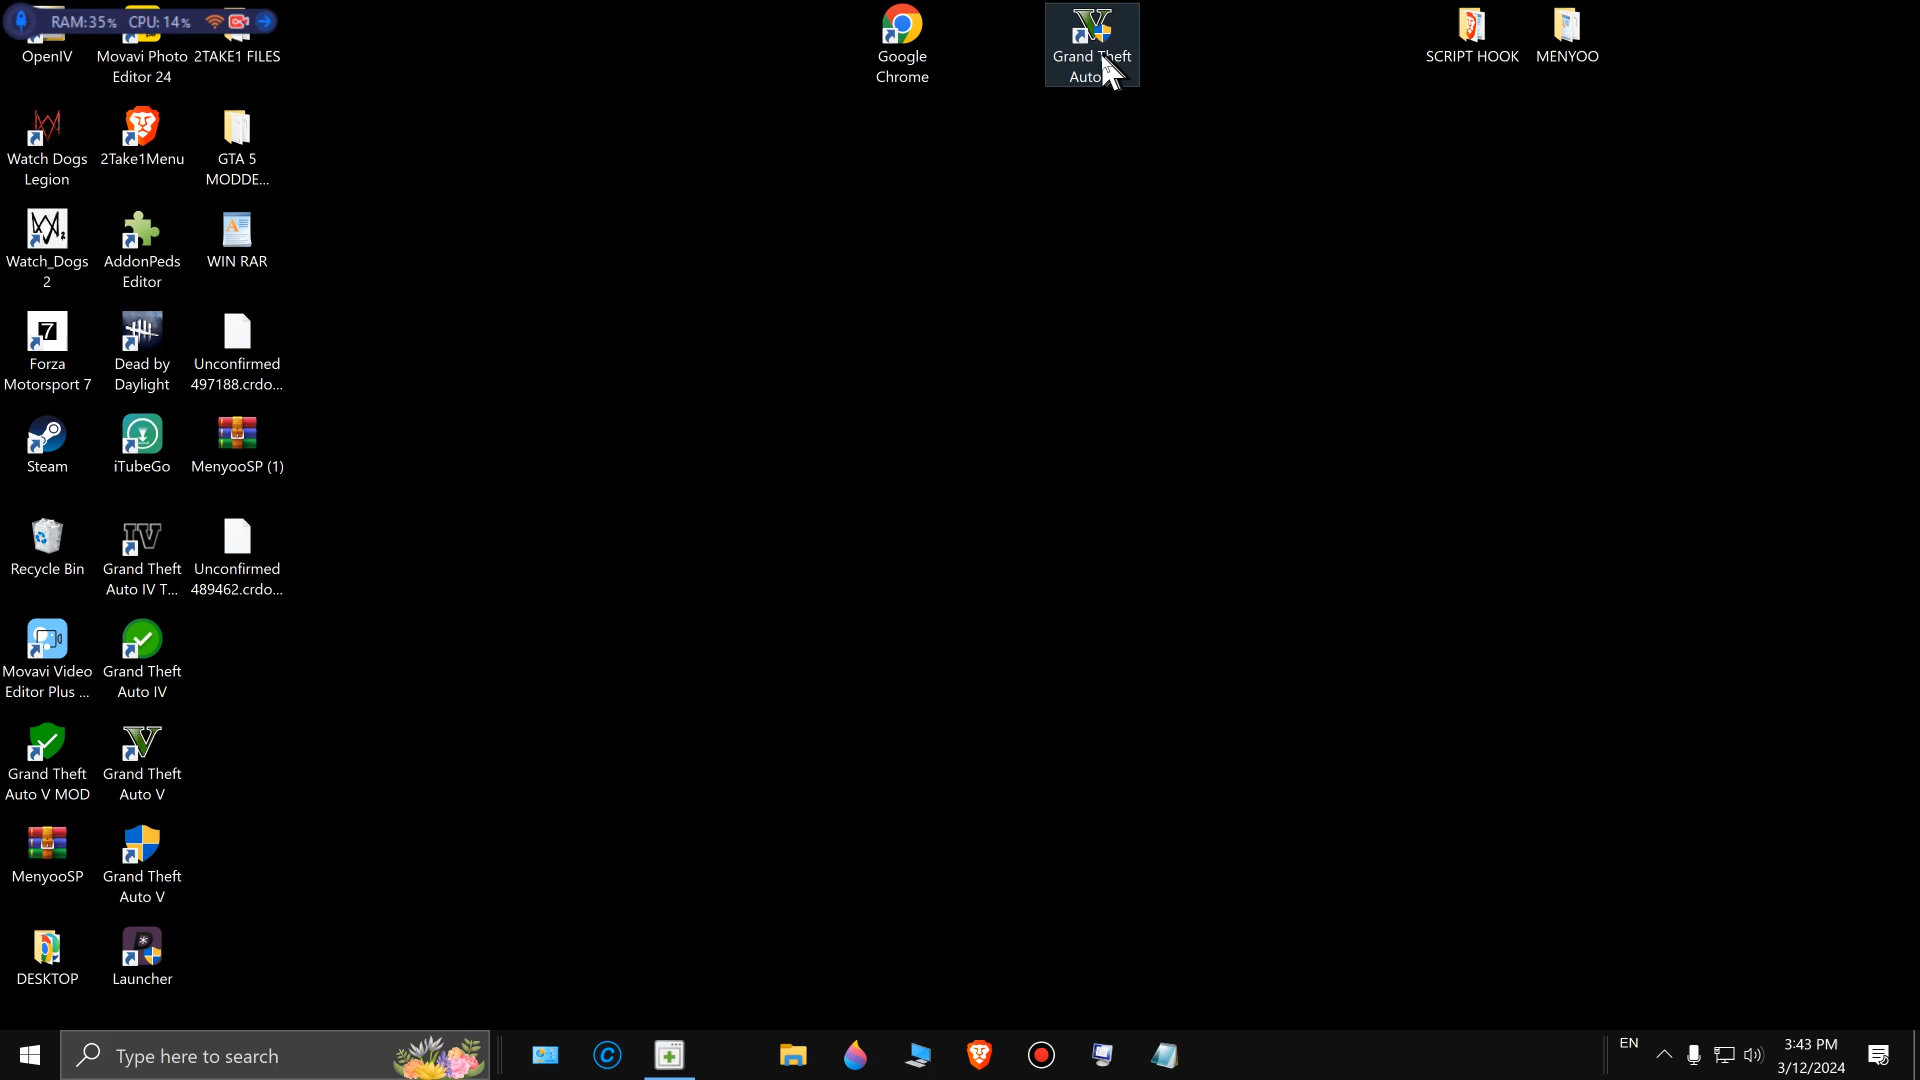 RAM:35% CPU:14%
OpenIV
Movavi Photo
Editor 24
2TAKE1 FILES
Google
Chrome
Grand Theft
Auto
SCRIPT HOOK
MENYOO
Watch Dogs
Legion
2Take1Menu
GTA 5
MODDE...
Watch_Dogs
2
AddonPeds
Editor
WIN RAR
Forza
Motorsport 7
Dead by
Daylight
Unconfirmed
497188.crdo...
Steam
iTubeGo
MenyooSP (1)
Recycle Bin
Grand Theft
Auto IV T...
Unconfirmed
489462.crdo...
Movavi Video
Editor Plus ...
Grand Theft
Auto IV
Grand Theft
Auto V MOD
Grand Theft
Auto V
MenyooSP
Grand Theft
Auto V
DESKTOP
Launcher
Type here to search
EN
3:43 PM
3/12/2024